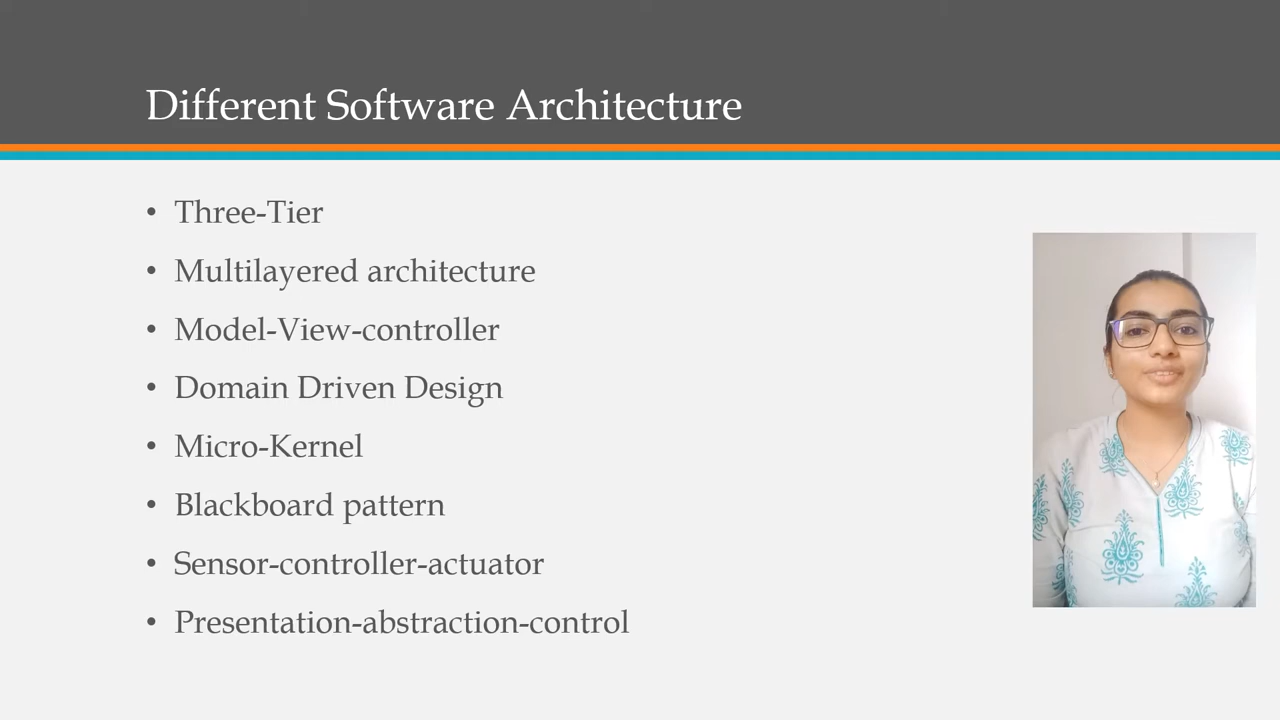 Different Software Architecture
• Three-Tier
• Multilayered architecture
• Model-View-controller
• Domain Driven Design
• Micro-Kernel
• Blackboard pattern
• Sensor-controller-actuator
• Presentation-abstraction-control